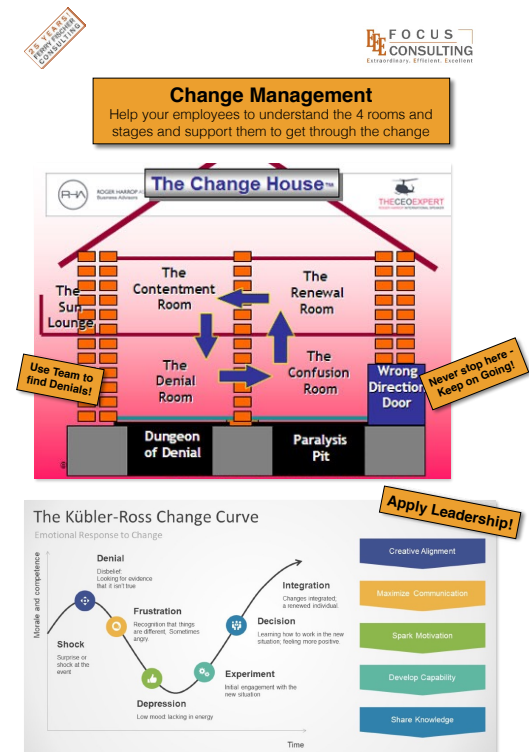 25 YEARS!
FERRY FISCHER
CONSULTING
FOCUS
CONSULTING
Extraordinary. Efficient. Excellent
Change Management
Help your employees to understand the 4 rooms and
stages and support them to get through the change
RHA
ROGER HARROP
Business Advisors
The Change House™
THECEOEXPERT
The
Contentment
Room
The
Renewal
Room
The
Sun
Lounge
The
Denial
Room
The
Confusion
Room
Wrong
Direction
Door
Use Team to
find Denials!
Never stop here -
Keep on Going!
Dungeon
of Denial
Paralysis
Pit
Apply Leadership!
The Kübler-Ross Change Curve
Emotional Response to Change
Morale and competence
Denial
Disbelief:
Looking for evidence
that it isn't true
Frustration
Recognition that things
are different. Sometimes
angry.
Shock
Surprise or
shock at the
event
Depression
Low mood: lacking in energy
Experiment
Initial engagement with the
new situation
Decision
Learning how to work in the new
situation; feeling more positive.
Integration
Changes integrated;
a renewed individual.
Time
Creative Alignment
Maximize Communication
Spark Motivation
Develop Capability
Share Knowledge